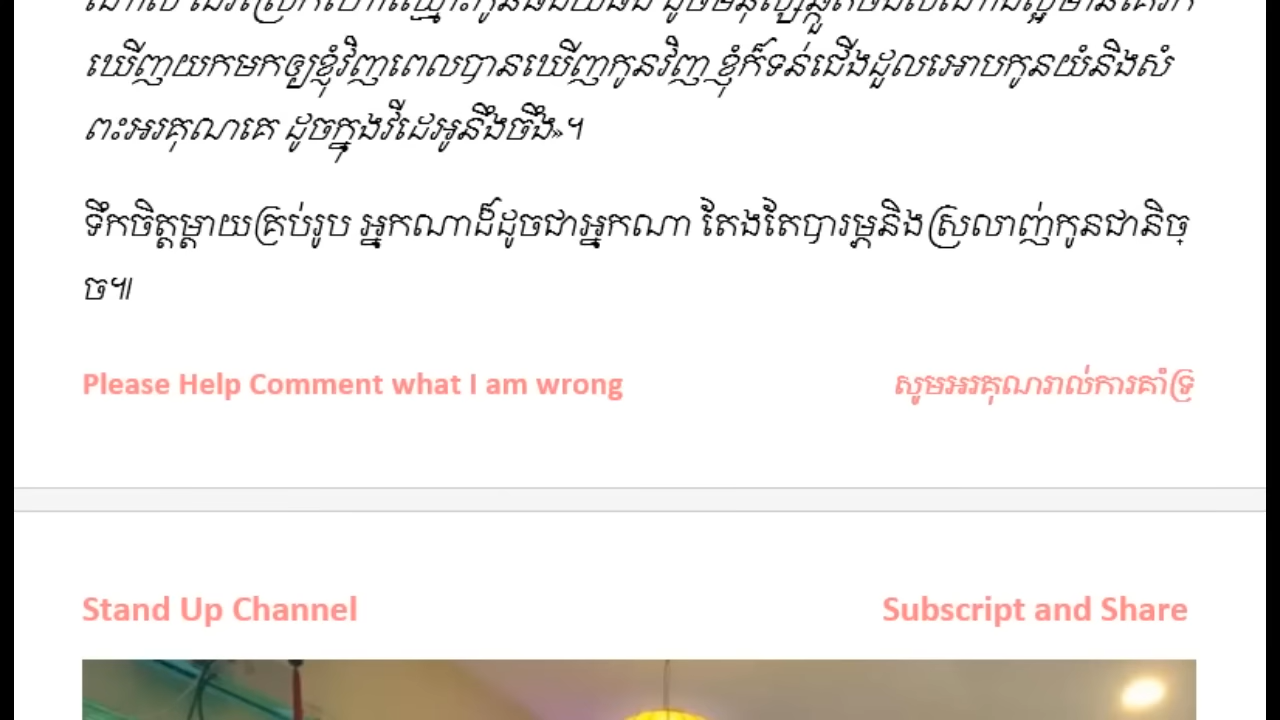 ឃើញយកមកឲ្យខ្ញុំវិញពេលបានឃើញកូនវិញ ខ្ញុំក៏ទន់ជើងដួលអោបកូនយំនិងសំ
ពះអរគុណគេ ដូចក្នុងវីដេអូនឹងចឹង»។
ទឹកចិត្តម្តាយគ្រប់រូប អ្នកណាដ៏ដូចជាអ្នកណា តែងតែបារម្ភនិងស្រលាញ់កូនជានិច្
ច៕
Please Help Comment what I am wrong
សូមអរគុណរាល់ការគាំទ្រ
Stand Up Channel
Subscript and Share